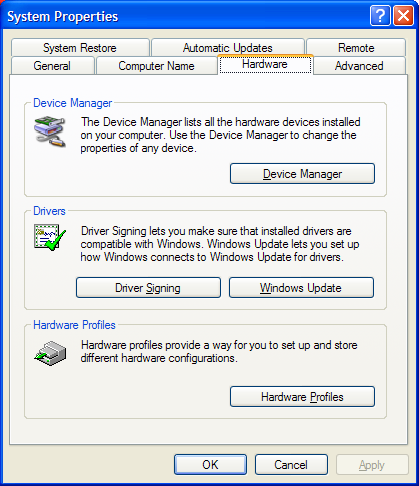 System Properties
System Restore
Automatic Updates
Remote
General
Computer Name
Hardware
Advanced
Device Manager
The Device Manager lists all the hardware devices installed
on your computer. Use the Device Manager to change the
properties of any device.
Device Manager
Drivers
Driver Signing lets you make sure that installed drivers are
compatible with Windows. Windows Update lets you set up
how Windows connects to Windows Update for drivers.
Driver Signing
Windows Update
Hardware Profiles
Hardware profiles provide a way for you to set up and store
different hardware configurations.
Hardware Profiles
OK
Cancel
Apply